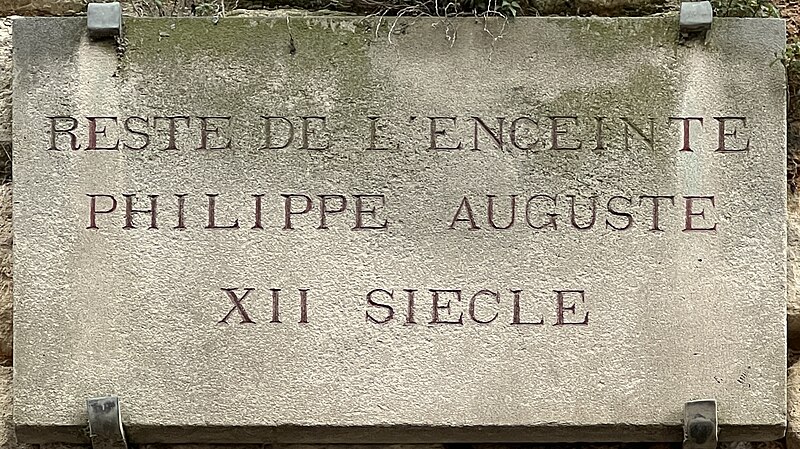 RESTE DE L'ENCEINTE
PHILIPPE AUGUSTE
XII SIECLE